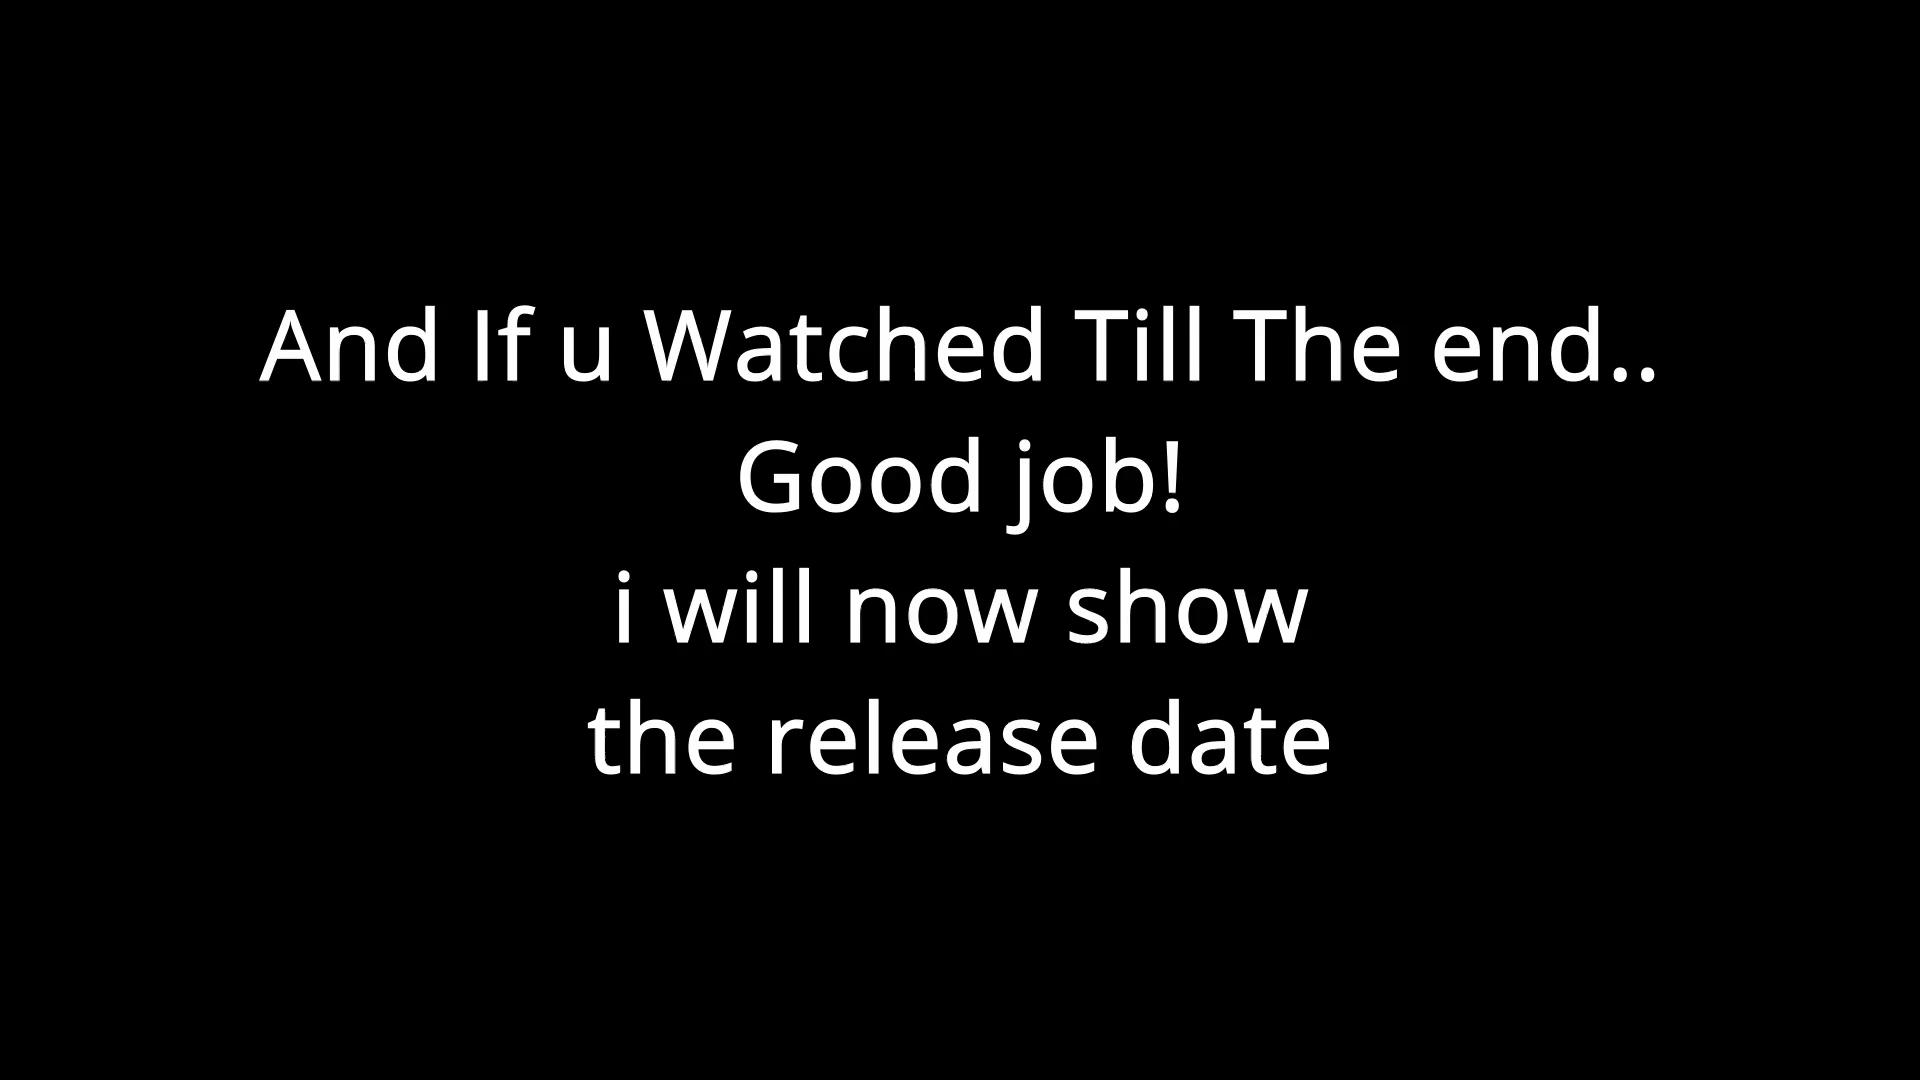 And If u Watched Till The end..
Good job!
i will now show
the release date